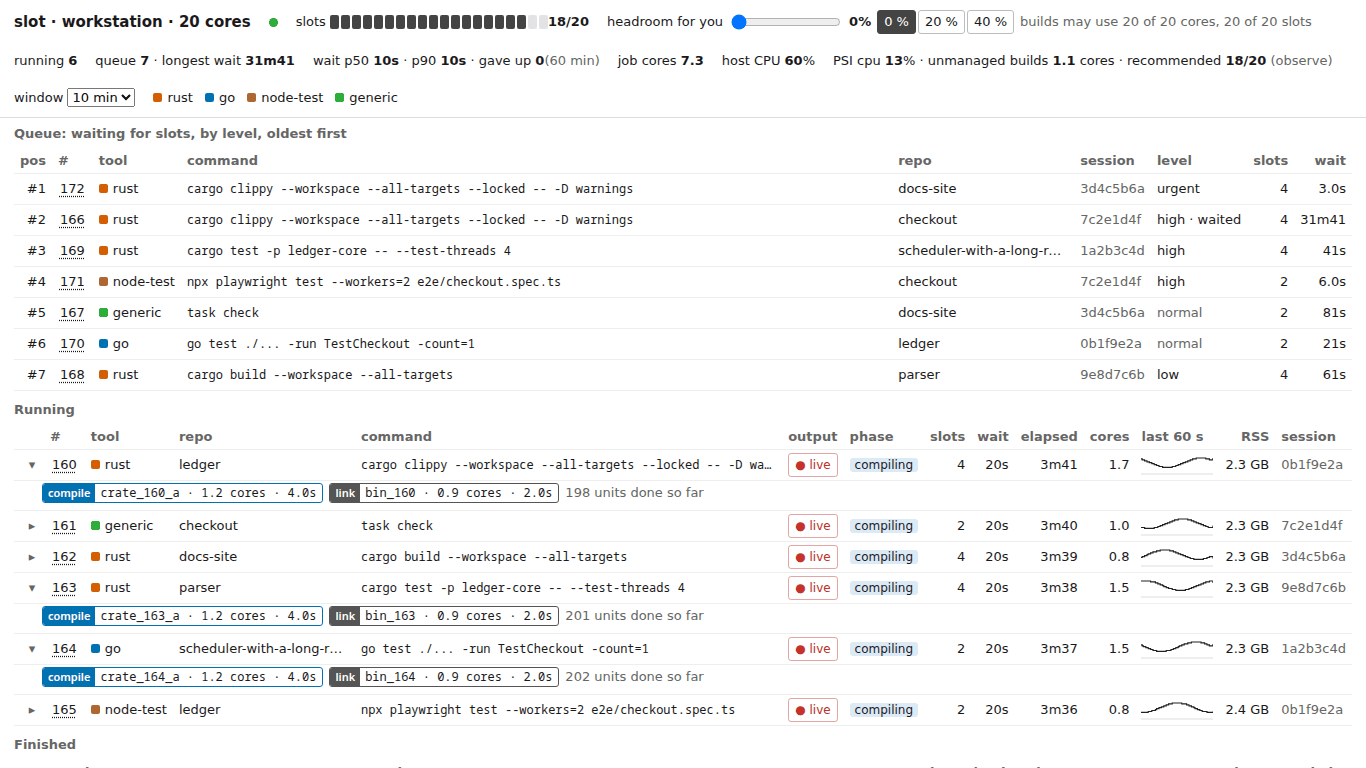 slot · workstation · 20 cores slots 18/20 headroom for you 0% 0 % 20 % 40 % builds may use 20 of 20 cores, 20 of 20 slots
running 6 queue 7 · longest wait 31m41 wait p50 10s · p90 10s · gave up 0(60 min) job cores 7.3 host CPU 60% PSI cpu 13% · unmanaged builds 1.1 cores · recommended 18/20 (observe)
window 10 min rust go node-test generic
Queue: waiting for slots, by level, oldest first
pos # tool command repo session level slots wait
#1 172 rust cargo clippy --workspace --all-targets --locked -- -D warnings docs-site 3d4c5b6a urgent 4 3.0s
#2 166 rust cargo clippy --workspace --all-targets --locked -- -D warnings checkout 7c2e1d4f high · waited 4 31m41
#3 169 rust cargo test -p ledger-core -- --test-threads 4 scheduler-with-a-long-r… 1a2b3c4d high 4 41s
#4 171 node-test npx playwright test --workers=2 e2e/checkout.spec.ts checkout 7c2e1d4f high 2 6.0s
#5 167 generic task check docs-site 3d4c5b6a normal 2 81s
#6 170 go go test ./... -run TestCheckout -count=1 ledger 0b1f9e2a normal 2 21s
#7 168 rust cargo build --workspace --all-targets parser 9e8d7c6b low 4 61s
Running
# tool repo command output phase slots wait elapsed cores last 60 s RSS session
▾ 160 rust ledger cargo clippy --workspace --all-targets --locked -- -D wa… ● live compiling 4 20s 3m41 1.7 2.3 GB 0b1f9e2a
compile crate_160_a · 1.2 cores · 4.0s link bin_160 · 0.9 cores · 2.0s 198 units done so far
▸ 161 generic checkout task check ● live compiling 2 20s 3m40 1.0 2.3 GB 7c2e1d4f
▸ 162 rust docs-site cargo build --workspace --all-targets ● live compiling 4 20s 3m39 0.8 2.3 GB 3d4c5b6a
▾ 163 rust parser cargo test -p ledger-core -- --test-threads 4 ● live compiling 4 20s 3m38 1.5 2.3 GB 9e8d7c6b
compile crate_163_a · 1.2 cores · 4.0s link bin_163 · 0.9 cores · 2.0s 201 units done so far
▾ 164 go scheduler-with-a-long-r… go test ./... -run TestCheckout -count=1 ● live compiling 2 20s 3m37 1.5 2.3 GB 1a2b3c4d
compile crate_164_a · 1.2 cores · 4.0s link bin_164 · 0.9 cores · 2.0s 202 units done so far
▸ 165 node-test ledger npx playwright test --workers=2 e2e/checkout.spec.ts ● live compiling 2 20s 3m36 0.8 2.4 GB 0b1f9e2a
Finished